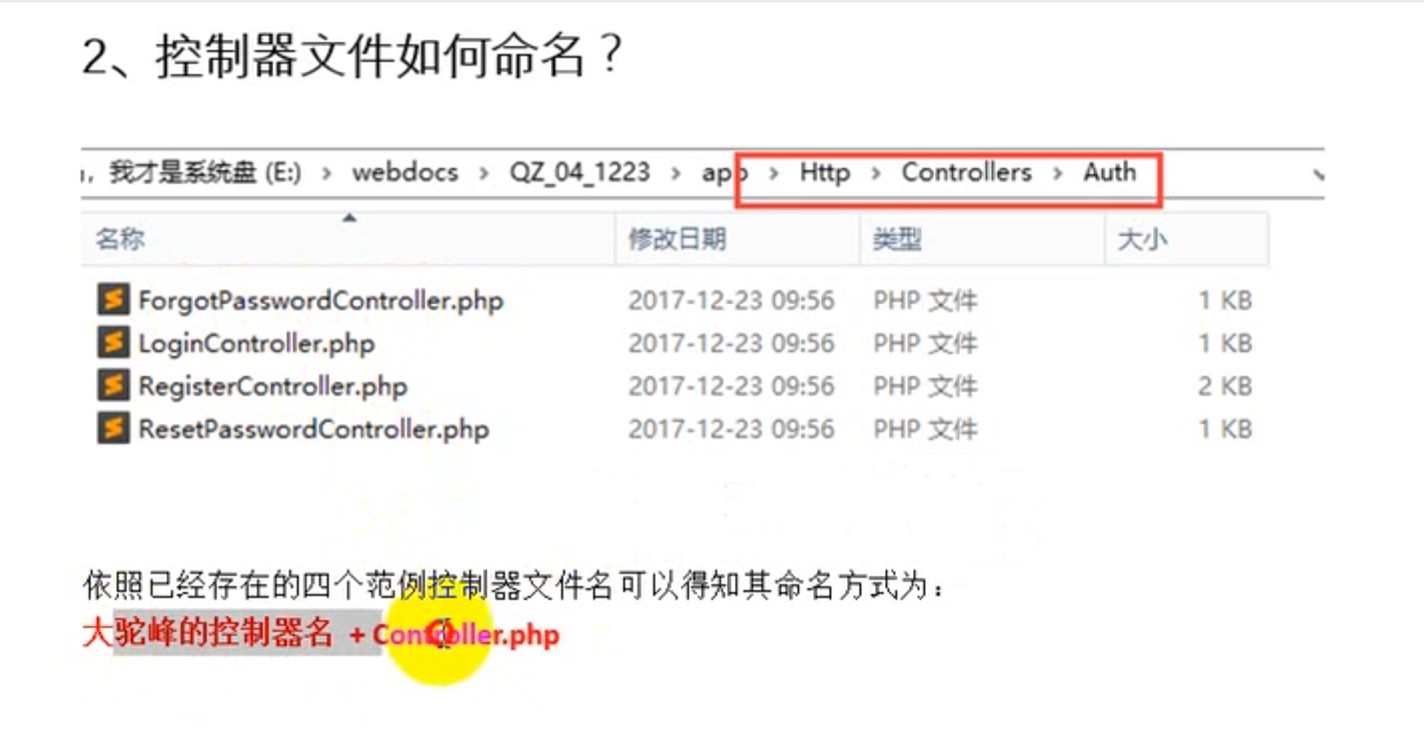 2、控制器文件如何命名？
，我才是系统盘 (E:) › webdocs › QZ_04_1223 › app › Http › Controllers › Auth
名称 修改日期 类型 大小
ForgotPasswordController.php 2017-12-23 09:56 PHP 文件 1 KB
LoginController.php 2017-12-23 09:56 PHP 文件 1 KB
RegisterController.php 2017-12-23 09:56 PHP 文件 2 KB
ResetPasswordController.php 2017-12-23 09:56 PHP 文件 1 KB
依照已经存在的四个范例控制器文件名可以得知其命名方式为：
大驼峰的控制器名 + Controller.php